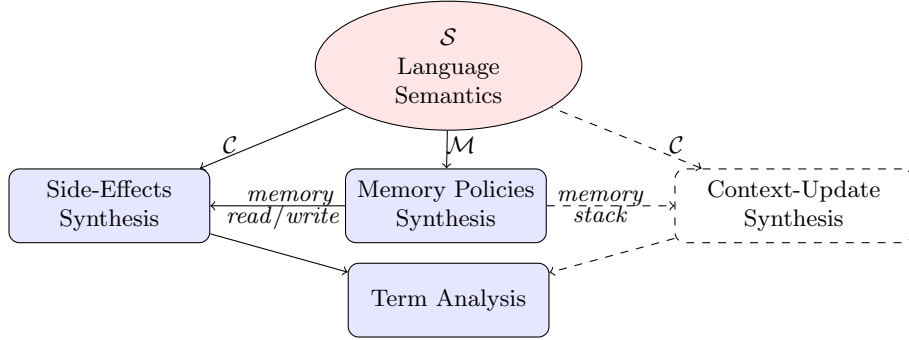 𝒮
Language
Semantics
𝒞
ℳ
𝒞
Side-Effects
Synthesis
memory
read/write
Memory Policies
Synthesis
memory
stack
Context-Update
Synthesis
Term Analysis